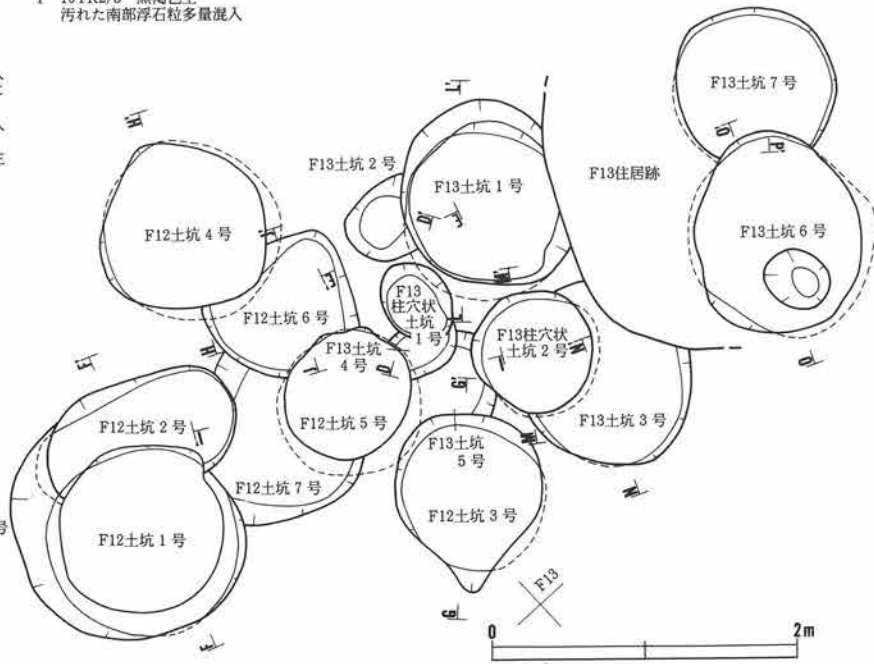 汚れた南部浮石粒多量混入
F13土坑 7 号
F13土坑 2 号
F13土坑 1 号
F13住居跡
F12土坑 4 号
F13土坑 6 号
F12土坑 6 号
F13
柱穴状
土坑
1 号
F13柱穴状
土坑 2 号
F13土坑
4 号
F12土坑 5 号
F12土坑 2 号
F13土坑 3 号
F13土坑
5 号
F12土坑 7 号
F12土坑 3 号
F12土坑 1 号
号
F13
0
2m
H'
I'
D'
M'
O'
P'
E'
F'
G'
H
J
D
L
N'
M
N
G
F
O